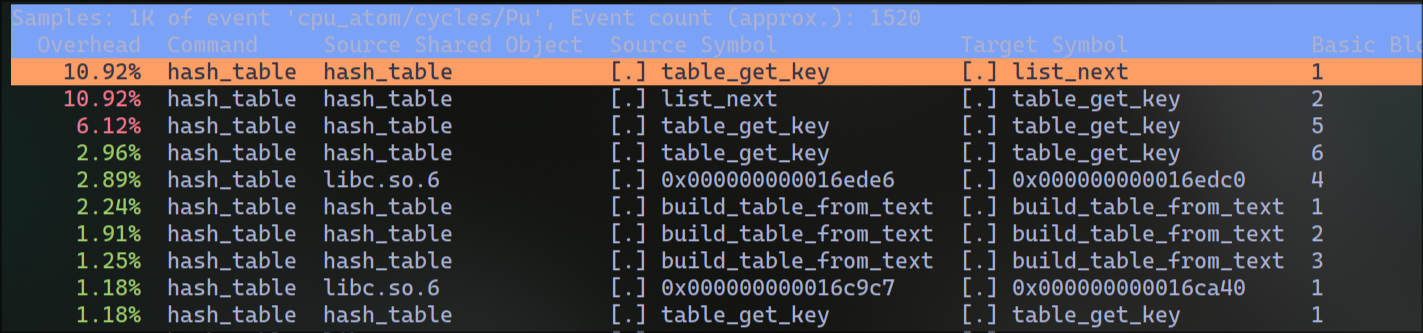 Samples: 1K of event 'cpu_atom/cycles/Pu', Event count (approx.): 1520
Overhead Command Source Shared Object Source Symbol Target Symbol Basic Blo
10.92% hash_table hash_table [.] table_get_key [.] list_next 1
10.92% hash_table hash_table [.] list_next [.] table_get_key 2
6.12% hash_table hash_table [.] table_get_key [.] table_get_key 5
2.96% hash_table hash_table [.] table_get_key [.] table_get_key 6
2.89% hash_table libc.so.6 [.] 0x000000000016ede6 [.] 0x000000000016edc0 4
2.24% hash_table hash_table [.] build_table_from_text [.] build_table_from_text 1
1.91% hash_table hash_table [.] build_table_from_text [.] build_table_from_text 2
1.25% hash_table hash_table [.] build_table_from_text [.] build_table_from_text 3
1.18% hash_table libc.so.6 [.] 0x000000000016c9c7 [.] 0x000000000016ca40 1
1.18% hash_table hash_table [.] table_get_key [.] table_get_key 1